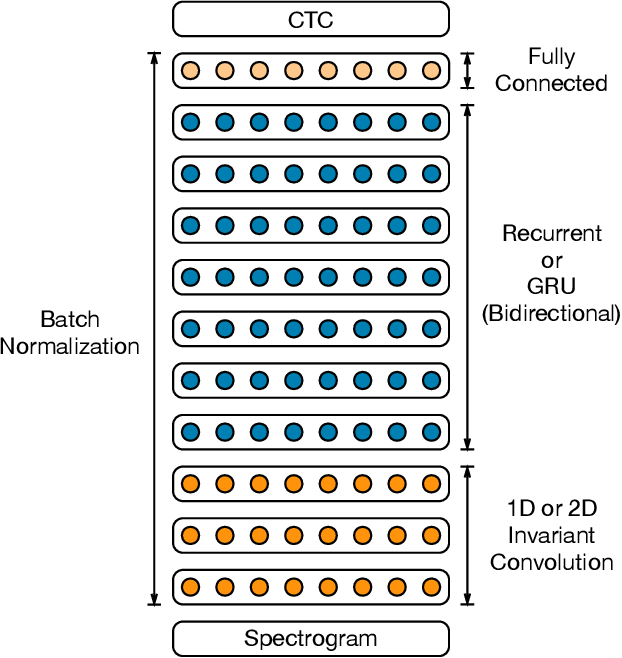 CTC
Fully
Connected
Recurrent
or
GRU
(Bidirectional)
Batch
Normalization
1D or 2D
Invariant
Convolution
Spectrogram